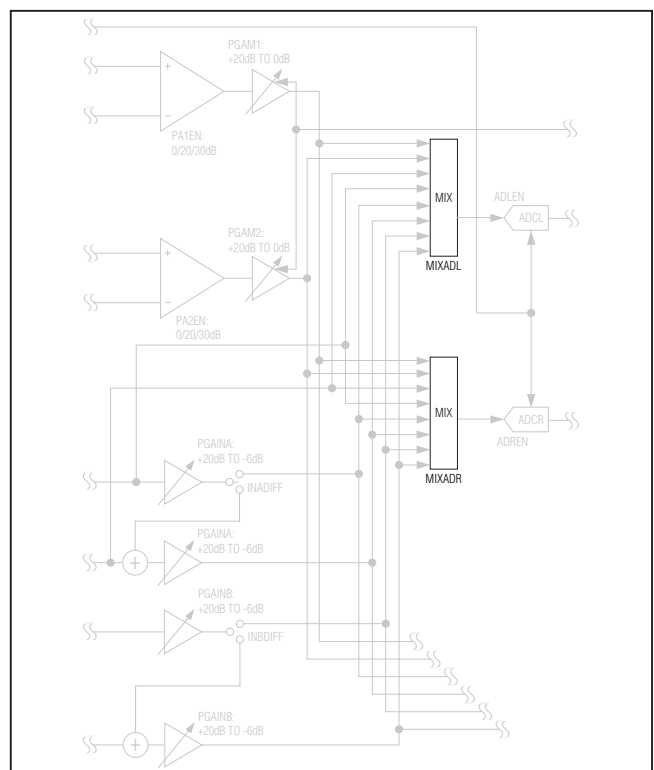 PGAM1:
+20dB TO 0dB
+
−
PA1EN:
0/20/30dB
MIX
MIXADL
ADLEN
ADCL
PGAM2:
+20dB TO 0dB
+
−
PA2EN:
0/20/30dB
MIX
MIXADR
ADCR
ADREN
PGAINA:
+20dB TO -6dB
INADIFF
+
PGAINA:
+20dB TO -6dB
PGAINB:
+20dB TO -6dB
INBDIFF
+
PGAINB:
+20dB TO -6dB